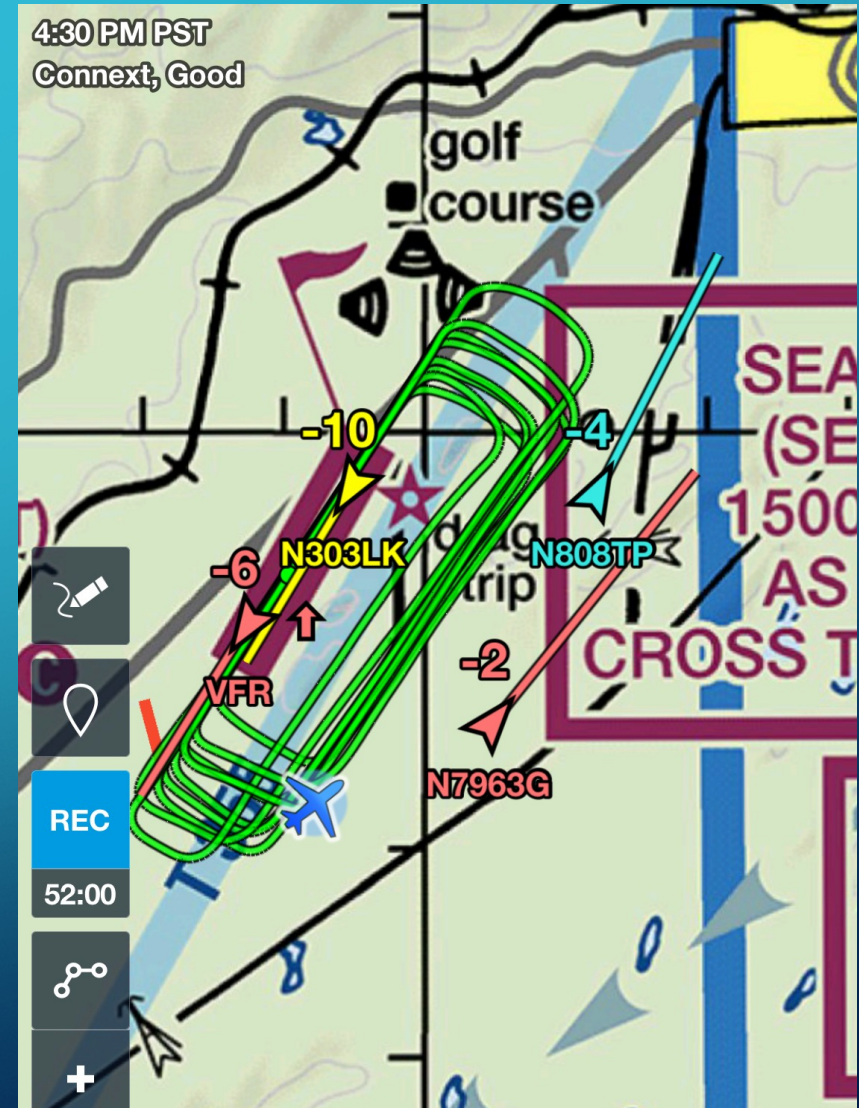 4:30 PM PST
Connext, Good
golf
course
SEA
(SE
1500
AS
CROSS T
-10
-4
N303LK
N808TP
trip
-6
VFR
-2
N7963G
C
REC
52:00
+